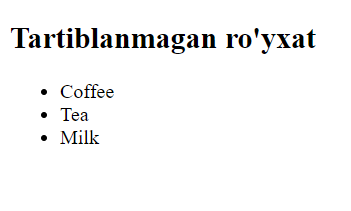 Tartiblanmagan ro'yxat
• Coffee
• Tea
• Milk